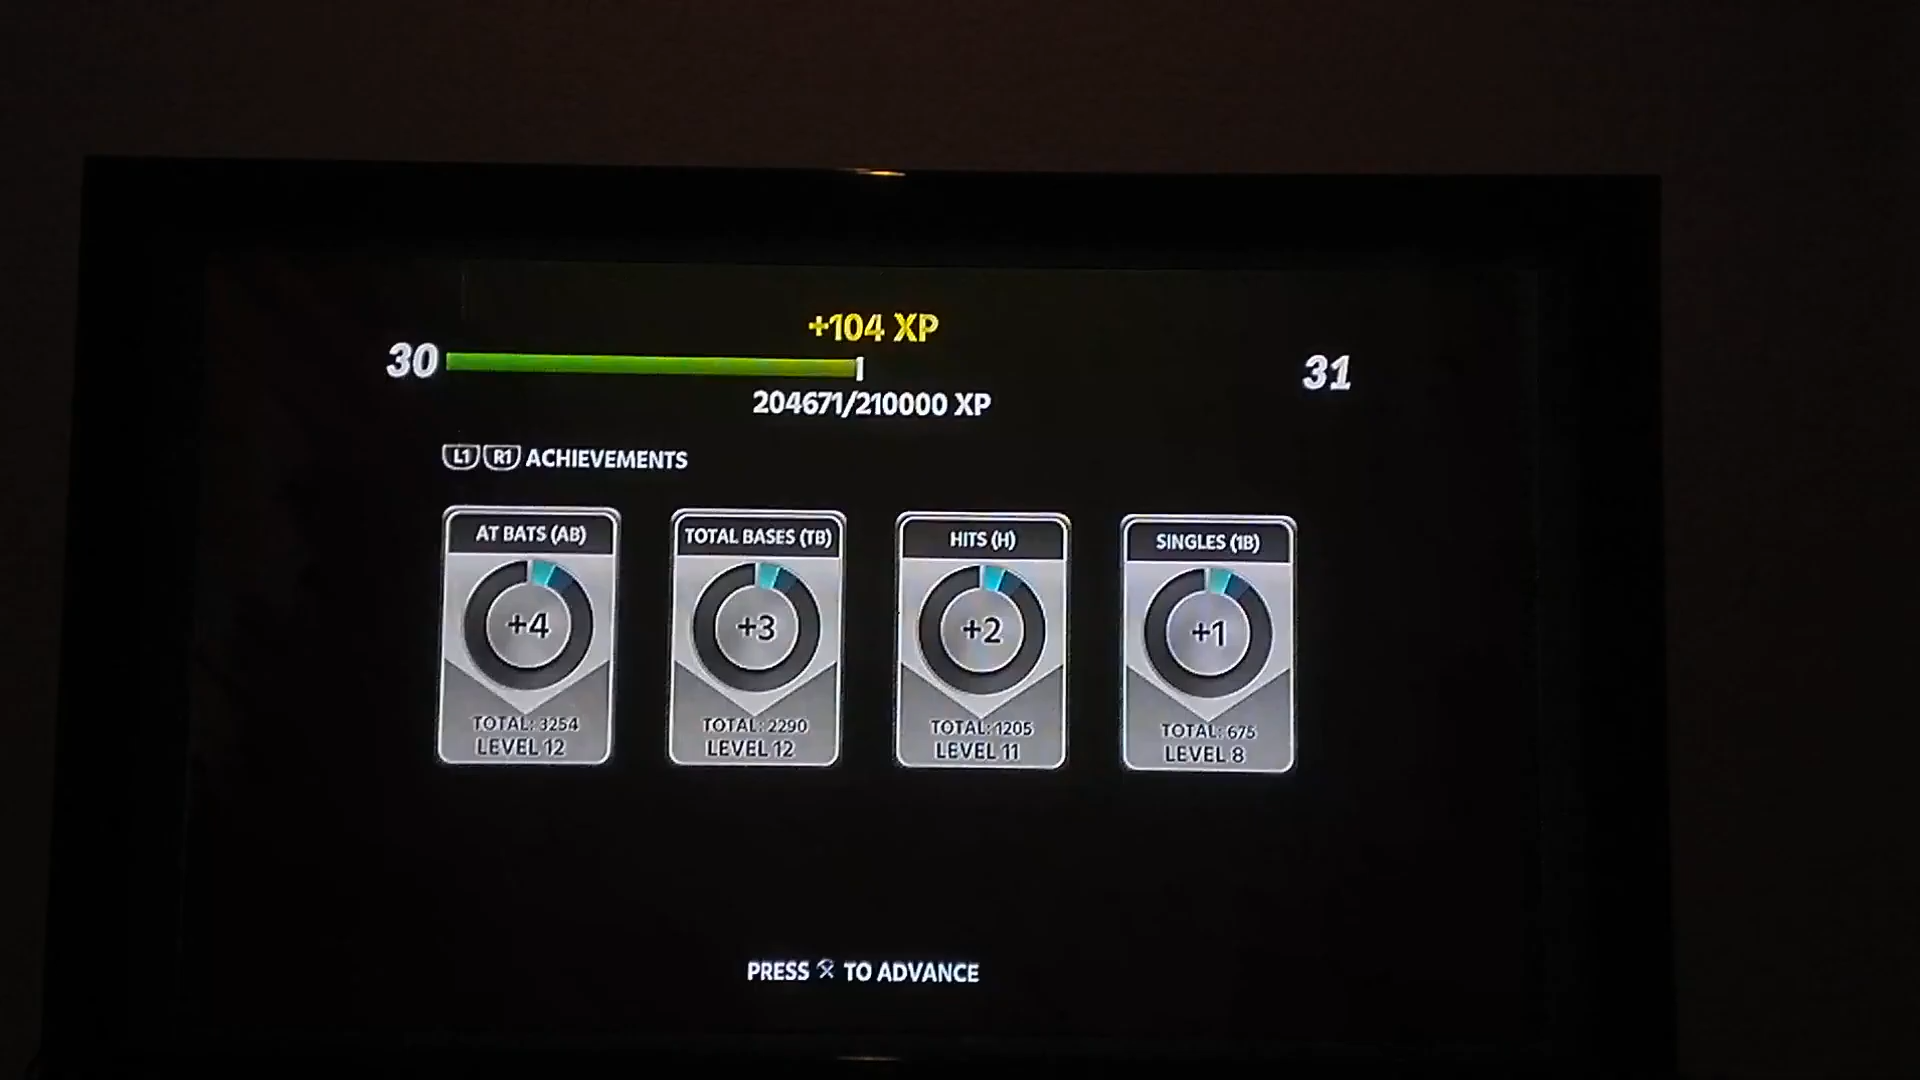 +104 XP
30
31
204671/210000 XP
L1 R1 ACHIEVEMENTS
AT BATS (AB)
+4
TOTAL: 3254
LEVEL 12
TOTAL BASES (TB)
+3
TOTAL: 2290
LEVEL 12
HITS (H)
+2
TOTAL: 1205
LEVEL 11
SINGLES (1B)
+1
TOTAL: 675
LEVEL 8
PRESS X TO ADVANCE